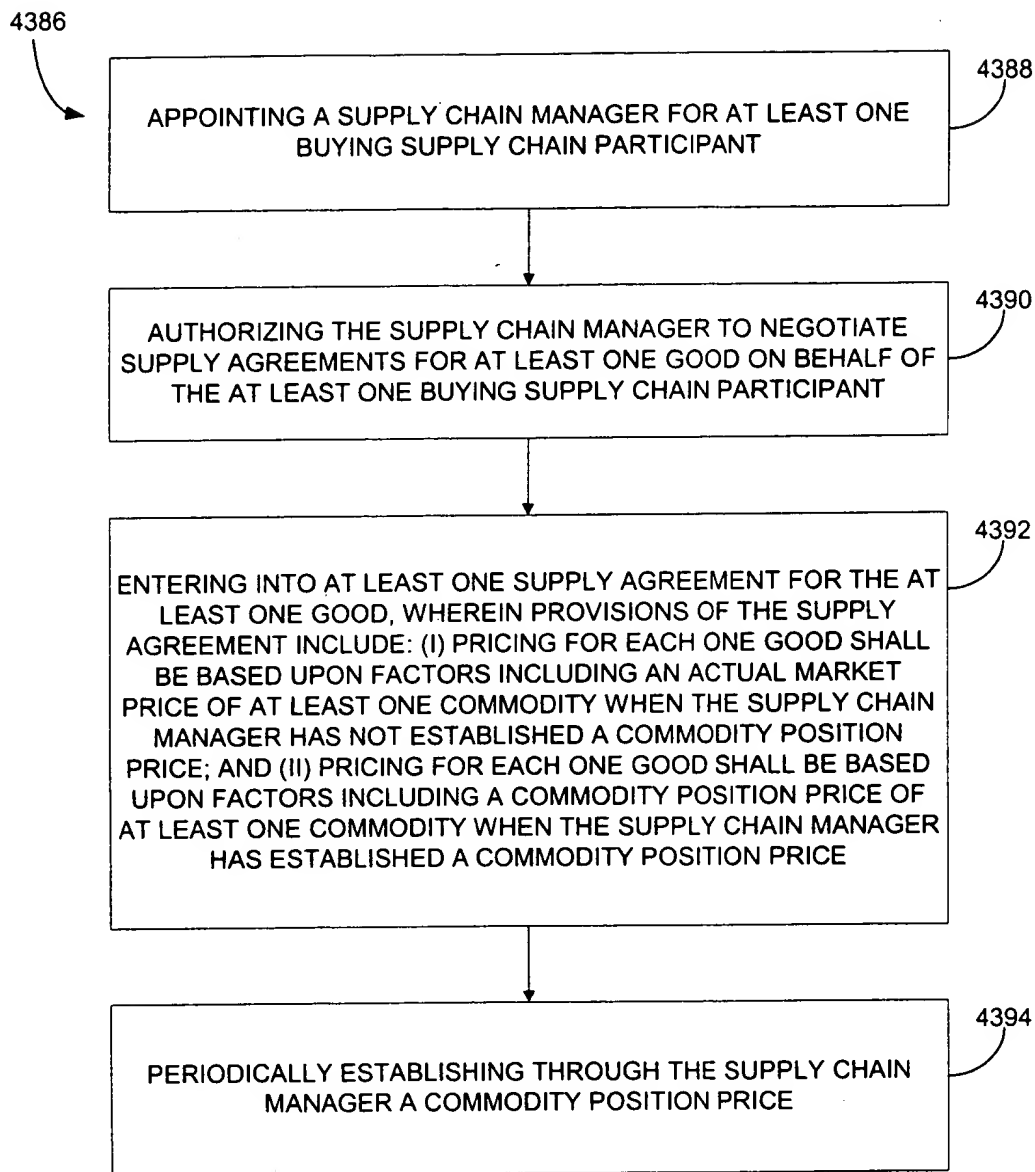 4386
4388
APPOINTING A SUPPLY CHAIN MANAGER FOR AT LEAST ONE
BUYING SUPPLY CHAIN PARTICIPANT
4390
AUTHORIZING THE SUPPLY CHAIN MANAGER TO NEGOTIATE
SUPPLY AGREEMENTS FOR AT LEAST ONE GOOD ON BEHALF OF
THE AT LEAST ONE BUYING SUPPLY CHAIN PARTICIPANT
4392
ENTERING INTO AT LEAST ONE SUPPLY AGREEMENT FOR THE AT
LEAST ONE GOOD, WHEREIN PROVISIONS OF THE SUPPLY
AGREEMENT INCLUDE: (I) PRICING FOR EACH ONE GOOD SHALL
BE BASED UPON FACTORS INCLUDING AN ACTUAL MARKET
PRICE OF AT LEAST ONE COMMODITY WHEN THE SUPPLY CHAIN
MANAGER HAS NOT ESTABLISHED A COMMODITY POSITION
PRICE; AND (II) PRICING FOR EACH ONE GOOD SHALL BE BASED
UPON FACTORS INCLUDING A COMMODITY POSITION PRICE OF
AT LEAST ONE COMMODITY WHEN THE SUPPLY CHAIN MANAGER
HAS ESTABLISHED A COMMODITY POSITION PRICE
4394
PERIODICALLY ESTABLISHING THROUGH THE SUPPLY CHAIN
MANAGER A COMMODITY POSITION PRICE